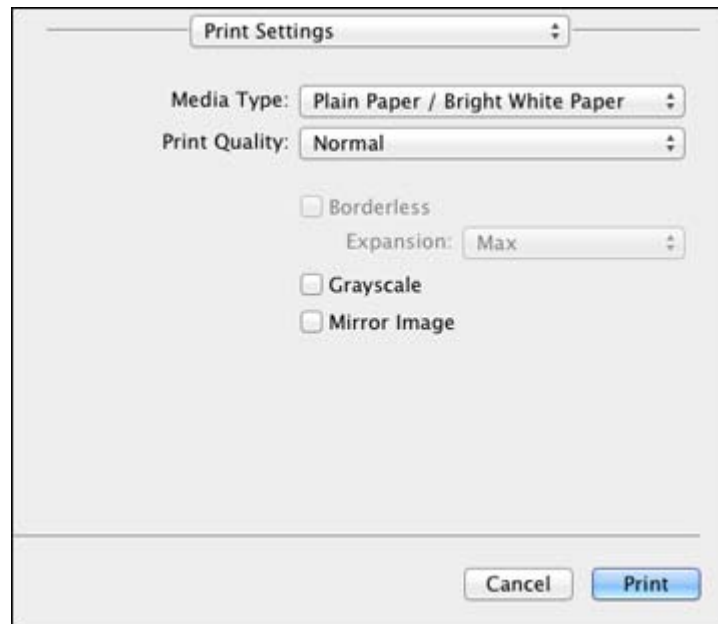 Print Settings
Media Type: Plain Paper / Bright White Paper
Print Quality: Normal
Borderless
Expansion: Max
Grayscale
Mirror Image
Cancel Print